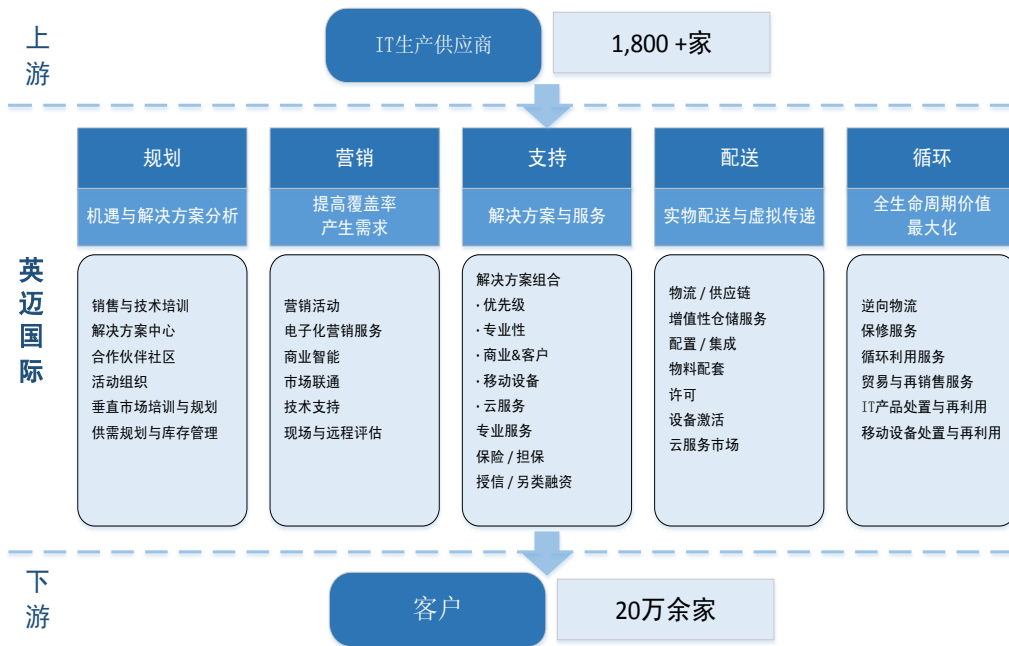 上
游
IT生产供应商
1,800 +家
英
迈
国
际
规划
机遇与解决方案分析
销售与技术培训
解决方案中心
合作伙伴社区
活动组织
垂直市场培训与规划
供需规划与库存管理
营销
提高覆盖率
产生需求
营销活动
电子化营销服务
商业智能
市场联通
技术支持
现场与远程评估
支持
解决方案与服务
解决方案组合
· 优先级
· 专业性
· 商业&客户
· 移动设备
· 云服务
专业服务
保险 / 担保
授信 / 另类融资
配送
实物配送与虚拟传递
物流 / 供应链
增值性仓储服务
配置 / 集成
物料配套
许可
设备激活
云服务市场
循环
全生命周期价值
最大化
逆向物流
保修服务
循环利用服务
贸易与再销售服务
IT产品处置与再利用
移动设备处置与再利用
下
游
客户
20万余家